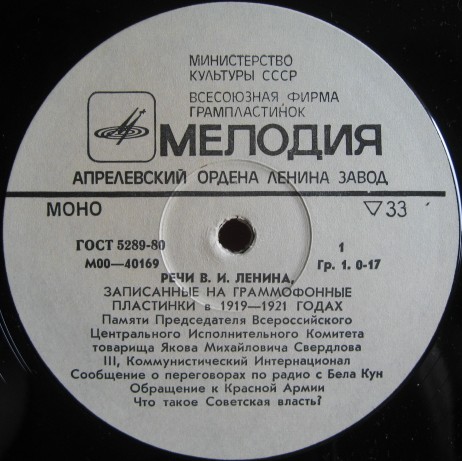 МИНИСТЕРСТВО
КУЛЬТУРЫ СССР
ВСЕСОЮЗНАЯ ФИРМА
ГРАМПЛАСТИНОК
МЕЛОДИЯ
АПРЕЛЕВСКИЙ ОРДЕНА ЛЕНИНА ЗАВОД
МОНО ▽33
ГОСТ 5289-80 1
М00—40169 Гр. 1. 0-17
РЕЧИ В. И. ЛЕНИНА,
ЗАПИСАННЫЕ НА ГРАММОФОННЫЕ
ПЛАСТИНКИ в 1919—1921 ГОДАХ
Памяти Председателя Всероссийского
Центрального Исполнительного Комитета
товарища Якова Михайловича Свердлова
III, Коммунистический Интернационал
Сообщение о переговорах по радио с Бела Кун
Обращение к Красной Армии
Что такое Советская власть?